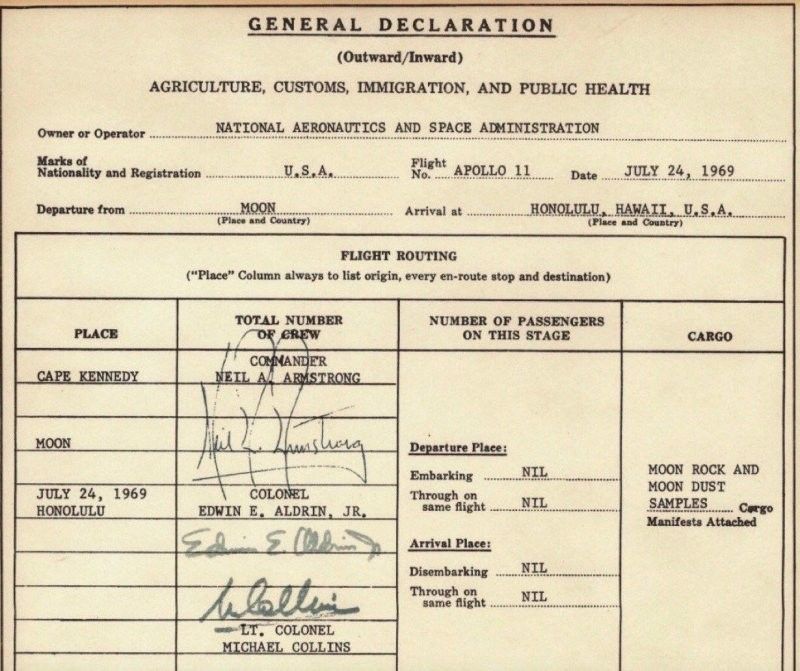 GENERAL DECLARATION
(Outward/Inward)
AGRICULTURE, CUSTOMS, IMMIGRATION, AND PUBLIC HEALTH
Owner or Operator NATIONAL AERONAUTICS AND SPACE ADMINISTRATION
Marks of
Nationality and Registration U.S.A. Flight
No. APOLLO 11 Date JULY 24, 1969
Departure from MOON Arrival at HONOLULU, HAWAII, U.S.A.
(Place and Country) (Place and Country)
FLIGHT ROUTING
("Place" Column always to list origin, every en-route stop and destination)
PLACE
TOTAL NUMBER
OF CREW
NUMBER OF PASSENGERS
ON THIS STAGE
CARGO
CAPE KENNEDY
MOON
JULY 24, 1969
HONOLULU
COMMANDER
NEIL A. ARMSTRONG
Neil A. Armstrong
COLONEL
EDWIN E. ALDRIN, JR.
Edwin E. Aldrin Jr
M Collins
LT. COLONEL
MICHAEL COLLINS
Departure Place:
Embarking NIL
Through on
same flight NIL
Arrival Place:
Disembarking NIL
Through on
same flight NIL
MOON ROCK AND
MOON DUST
SAMPLES Cargo
Manifests Attached